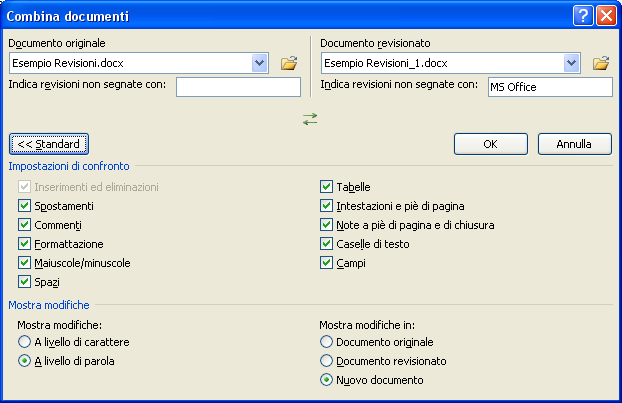 Combina documenti
Documento originale
Documento revisionato
Esempio Revisioni.docx
Esempio Revisioni_1.docx
Indica revisioni non segnate con:
Indica revisioni non segnate con: MS Office
<< Standard
OK
Annulla
Impostazioni di confronto
Inserimenti ed eliminazioni
Spostamenti
Commenti
Formattazione
Maiuscole/minuscole
Spazi
Tabelle
Intestazioni e piè di pagina
Note a piè di pagina e di chiusura
Caselle di testo
Campi
Mostra modifiche
Mostra modifiche:
A livello di carattere
A livello di parola
Mostra modifiche in:
Documento originale
Documento revisionato
Nuovo documento